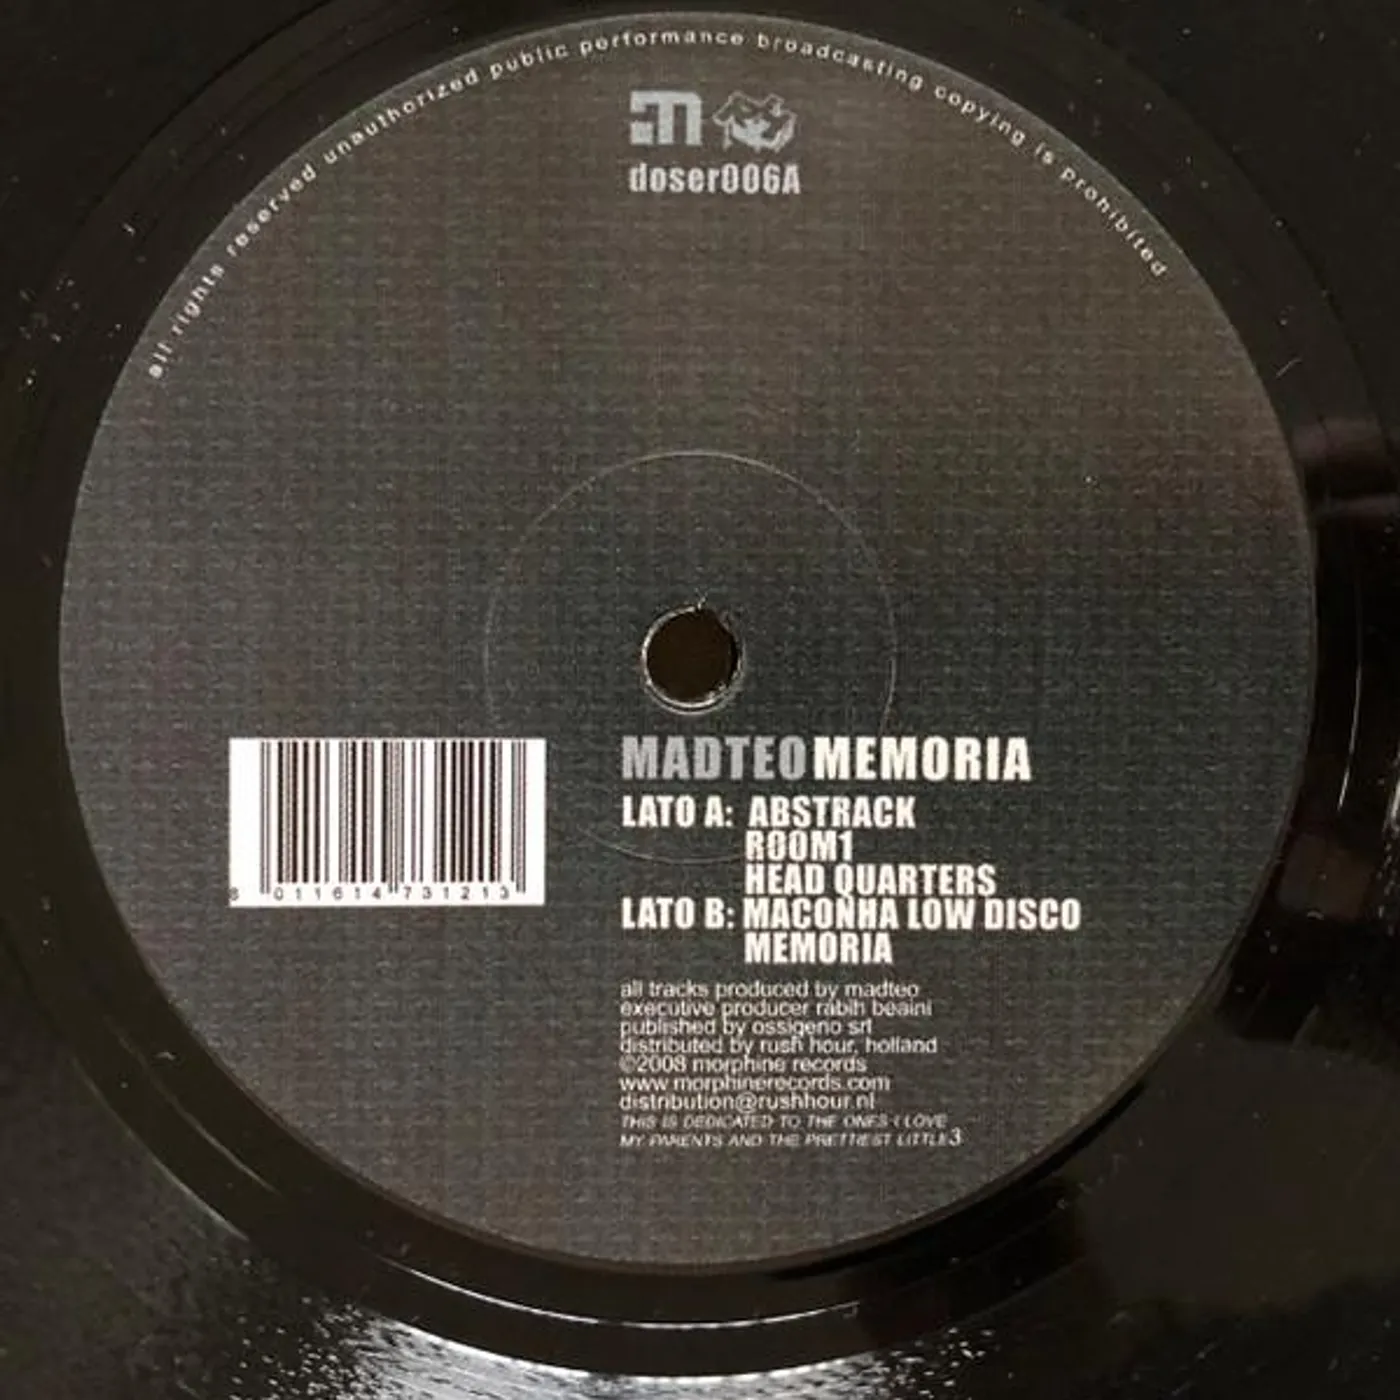 all rights reserved unauthorized public performance broadcasting copying is prohibited
doser006A
MADTEO MEMORIA
LATO A: ABSTRACK
ROOM1
HEAD QUARTERS
LATO B: MACONHA LOW DISCO
MEMORIA
8 011614 731213
all tracks produced by madteo
executive producer rabih beaini
published by ossigeno srl
distributed by rush hour, holland
©2008 morphine records
www.morphinerecords.com
distribution@rushhour.nl
THIS IS DEDICATED TO THE ONES I LOVE
MY PARENTS AND THE PRETTIEST LITTLE 3